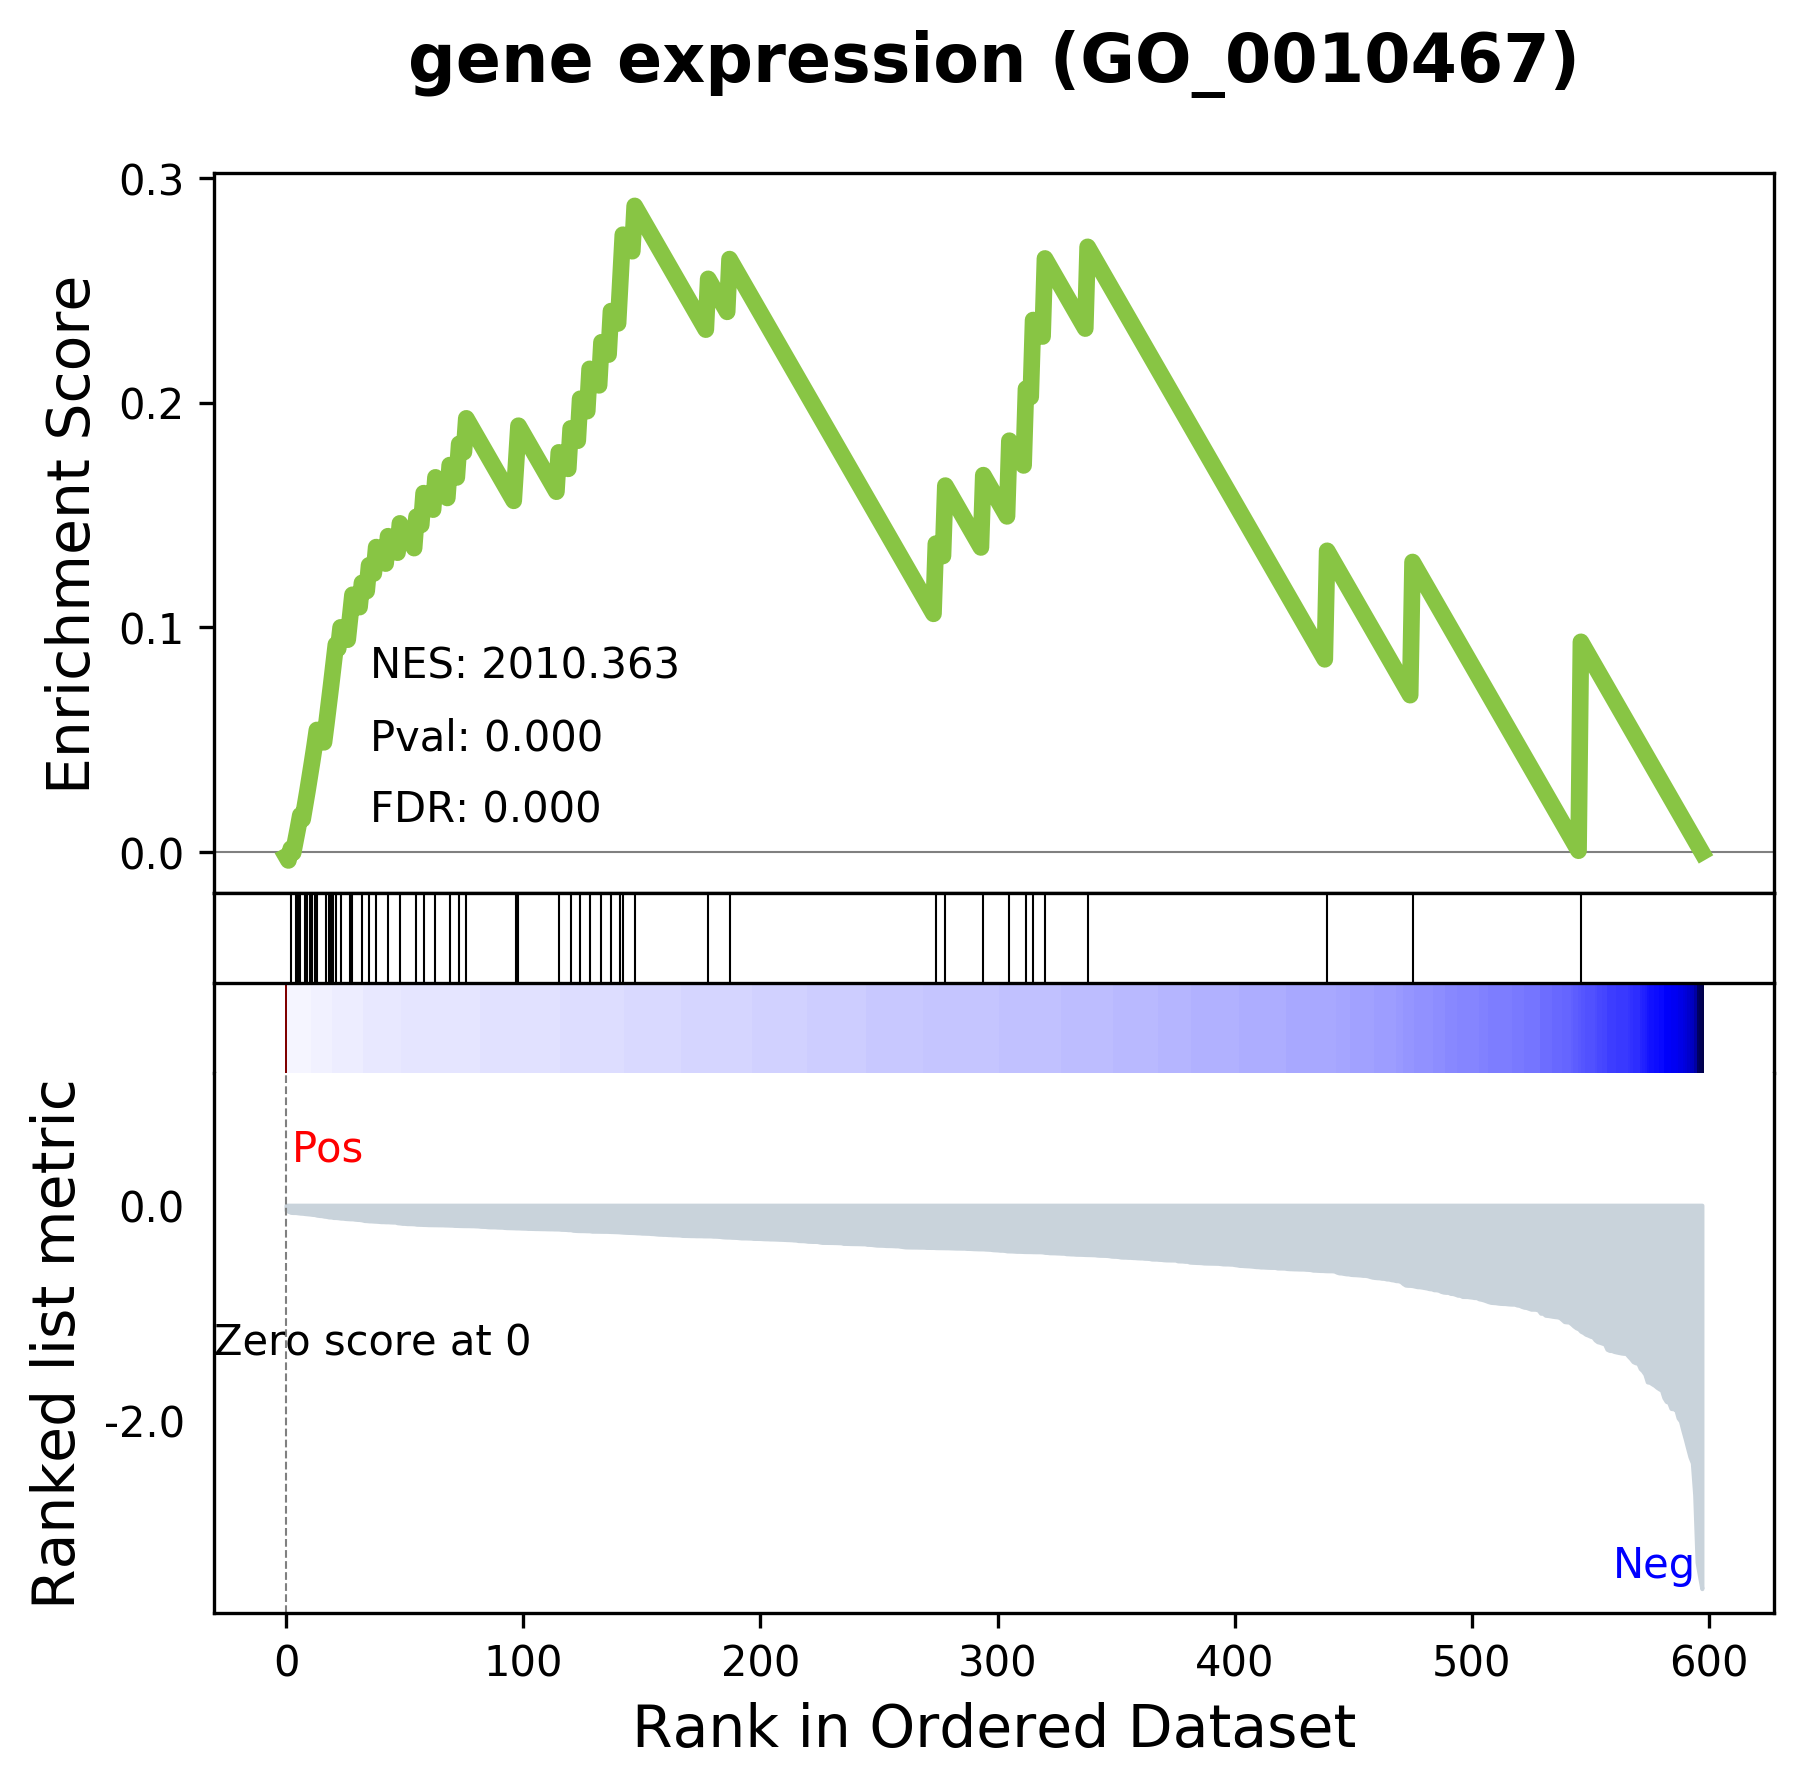 gene expression (GO_0010467)
0.3
0.2
0.1
0.0
Enrichment Score
NES: 2010.363
Pval: 0.000
FDR: 0.000
Pos
0.0
-2.0
Ranked list metric
Zero score at 0
Neg
0 100 200 300 400 500 600
Rank in Ordered Dataset